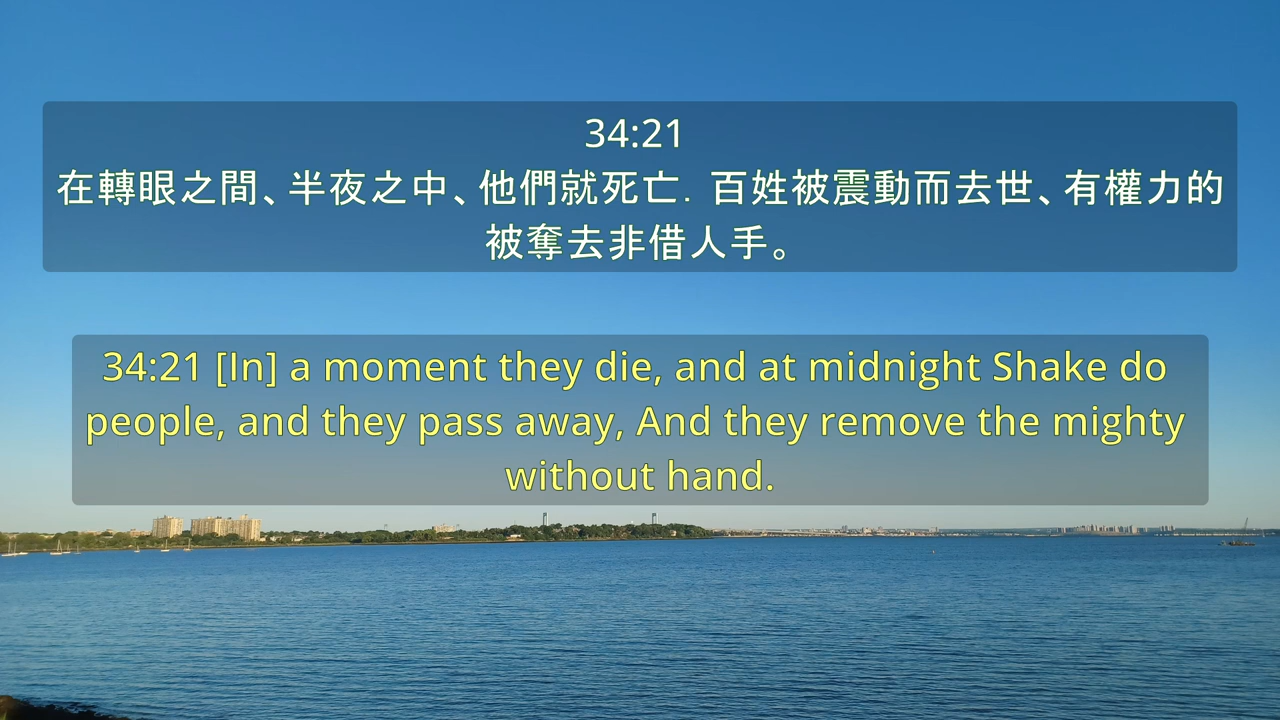 34:21
在轉眼之間、半夜之中、他們就死亡．百姓被震動而去世、有權力的
被奪去非借人手。
34:21 [In] a moment they die, and at midnight Shake do
people, and they pass away, And they remove the mighty
without hand.